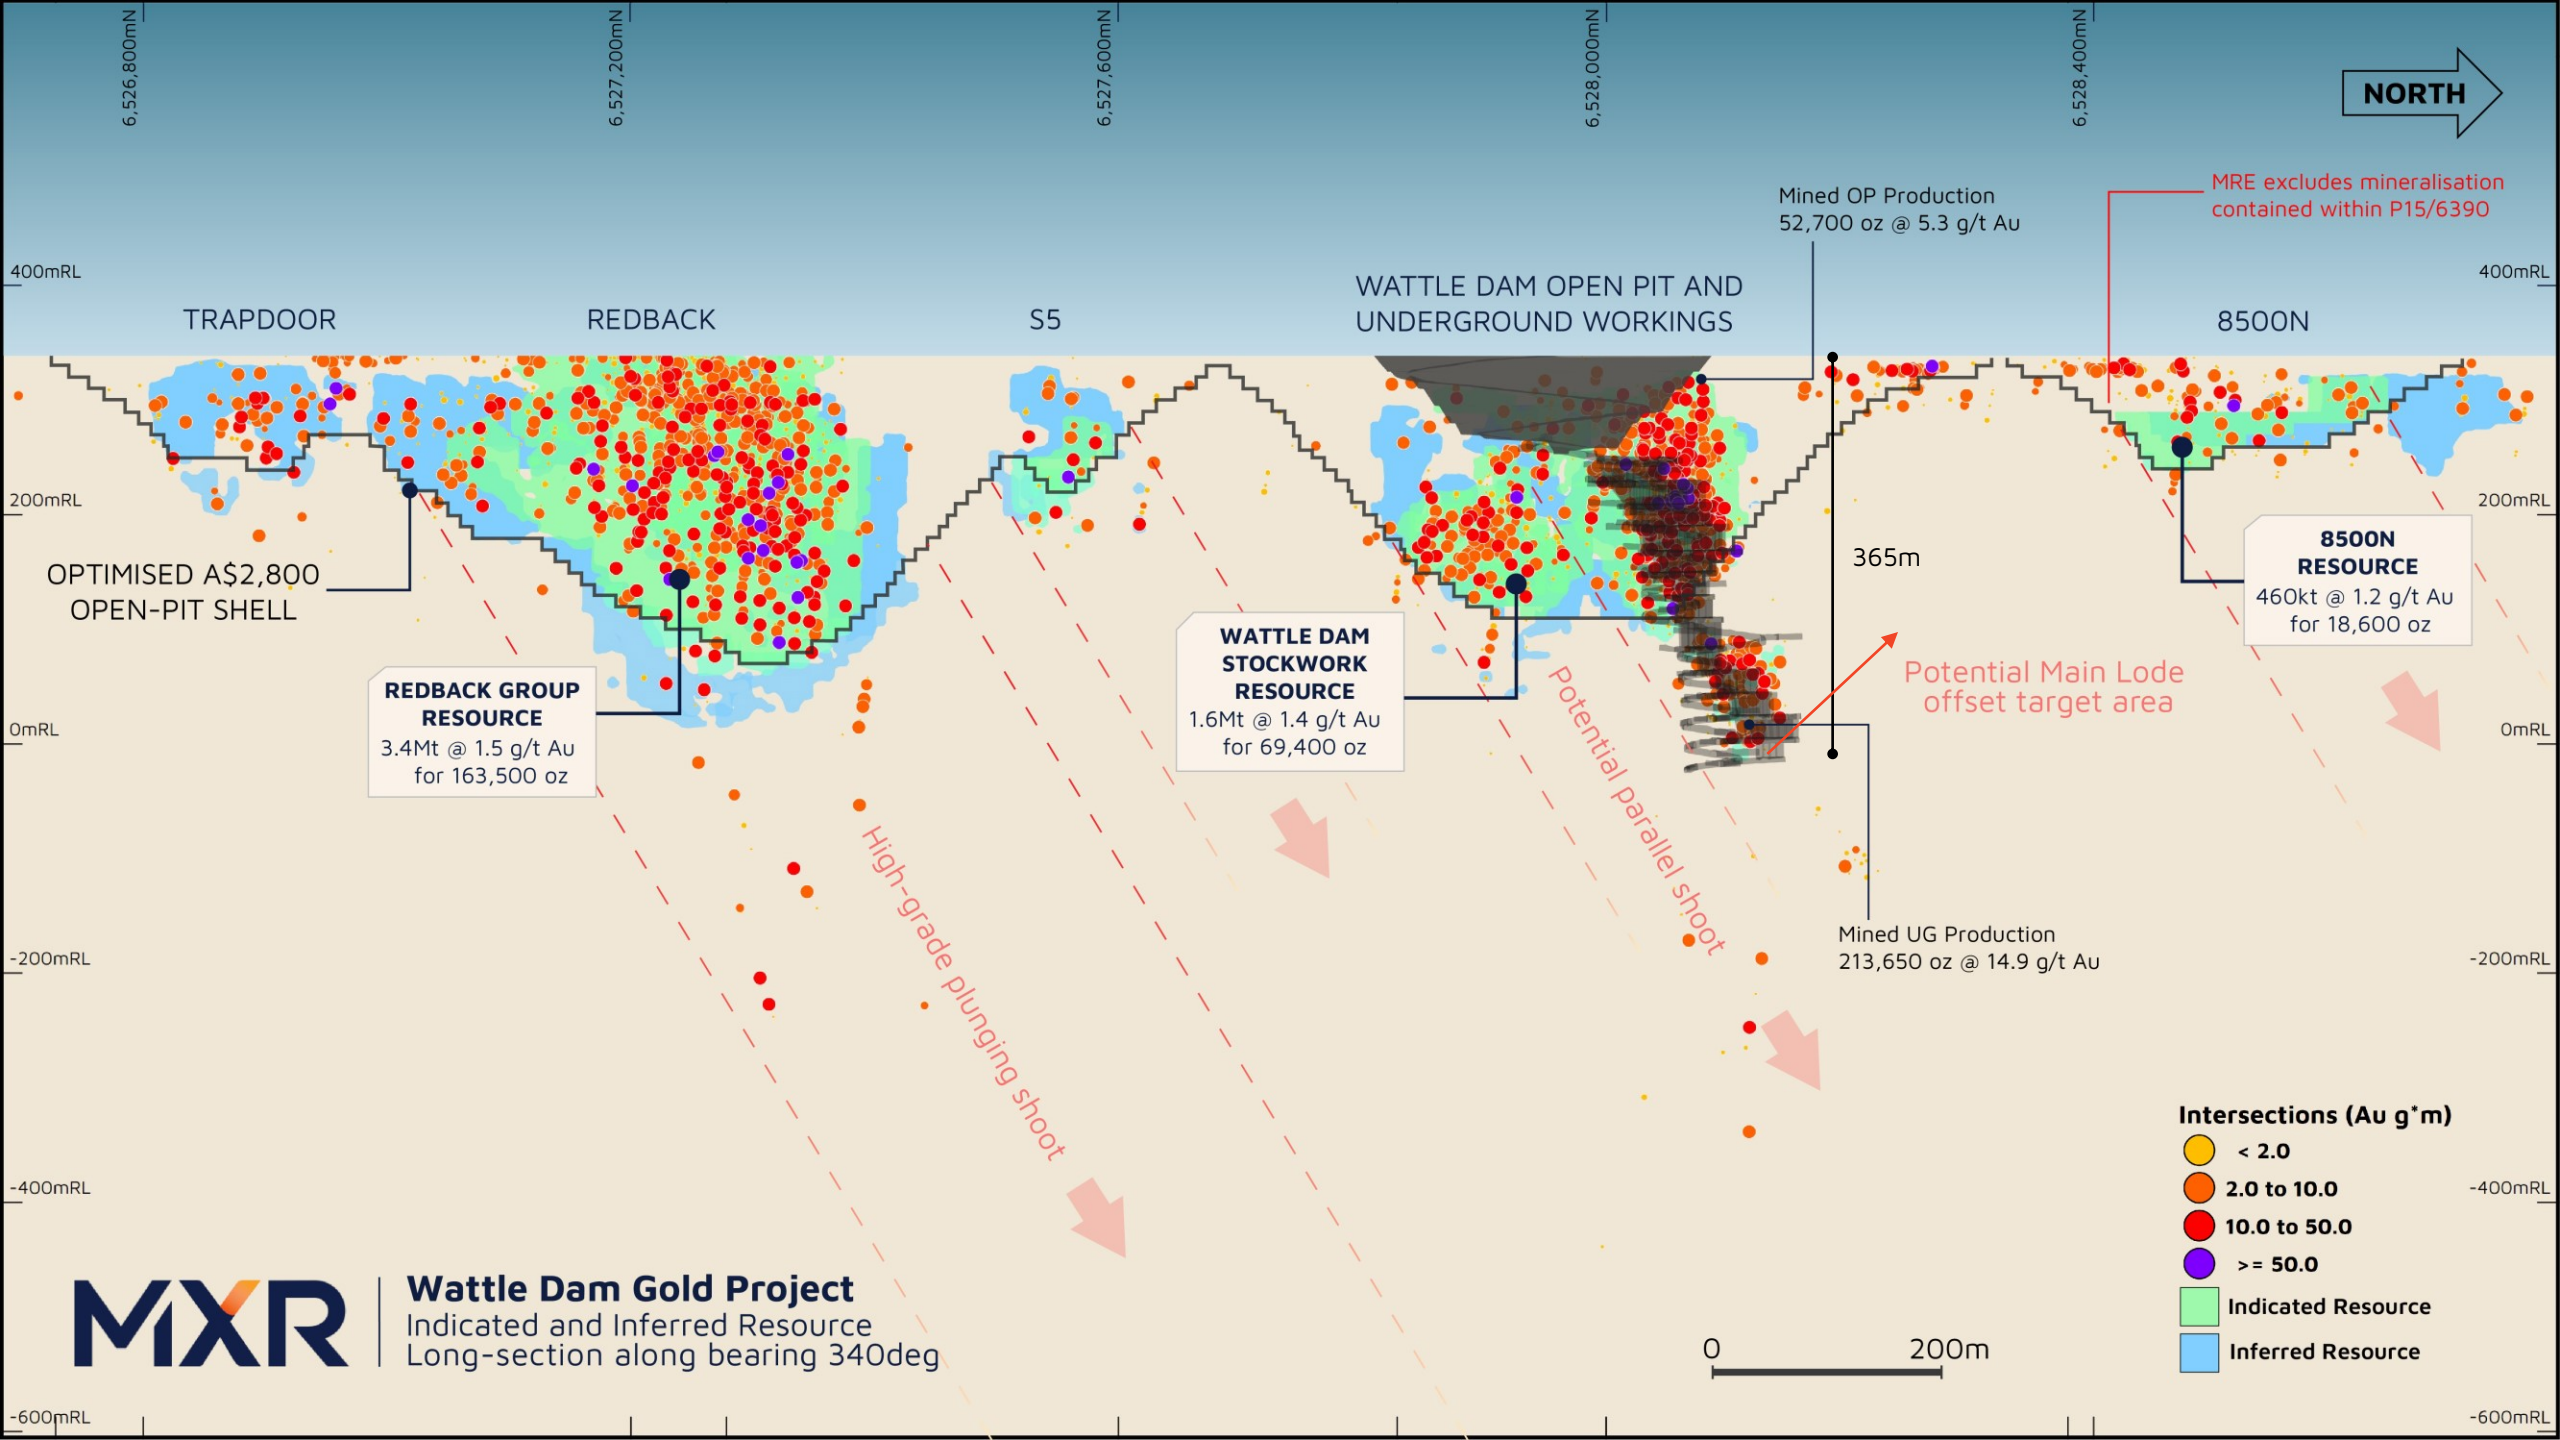 6,526,800mN
6,527,200mN
6,527,600mN
6,528,000mN
6,528,400mN
NORTH
MRE excludes mineralisation
contained within P15/6390
Mined OP Production
52,700 oz @ 5.3 g/t Au
400mRL
400mRL
WATTLE DAM OPEN PIT AND
UNDERGROUND WORKINGS
TRAPDOOR
REDBACK
S5
8500N
200mRL
200mRL
OPTIMISED A$2,800
OPEN-PIT SHELL
365m
8500N
RESOURCE
460kt @ 1.2 g/t Au
for 18,600 oz
WATTLE DAM
STOCKWORK
RESOURCE
1.6Mt @ 1.4 g/t Au
for 69,400 oz
REDBACK GROUP
RESOURCE
3.4Mt @ 1.5 g/t Au
for 163,500 oz
Potential Main Lode
offset target area
0mRL
0mRL
Potential parallel shoot
High-grade plunging shoot
Mined UG Production
213,650 oz @ 14.9 g/t Au
-200mRL
-200mRL
-400mRL
-400mRL
Intersections (Au g*m)
< 2.0
2.0 to 10.0
10.0 to 50.0
>= 50.0
Indicated Resource
Inferred Resource
MXR
Wattle Dam Gold Project
Indicated and Inferred Resource
Long-section along bearing 340deg
0 200m
-600mRL
-600mRL